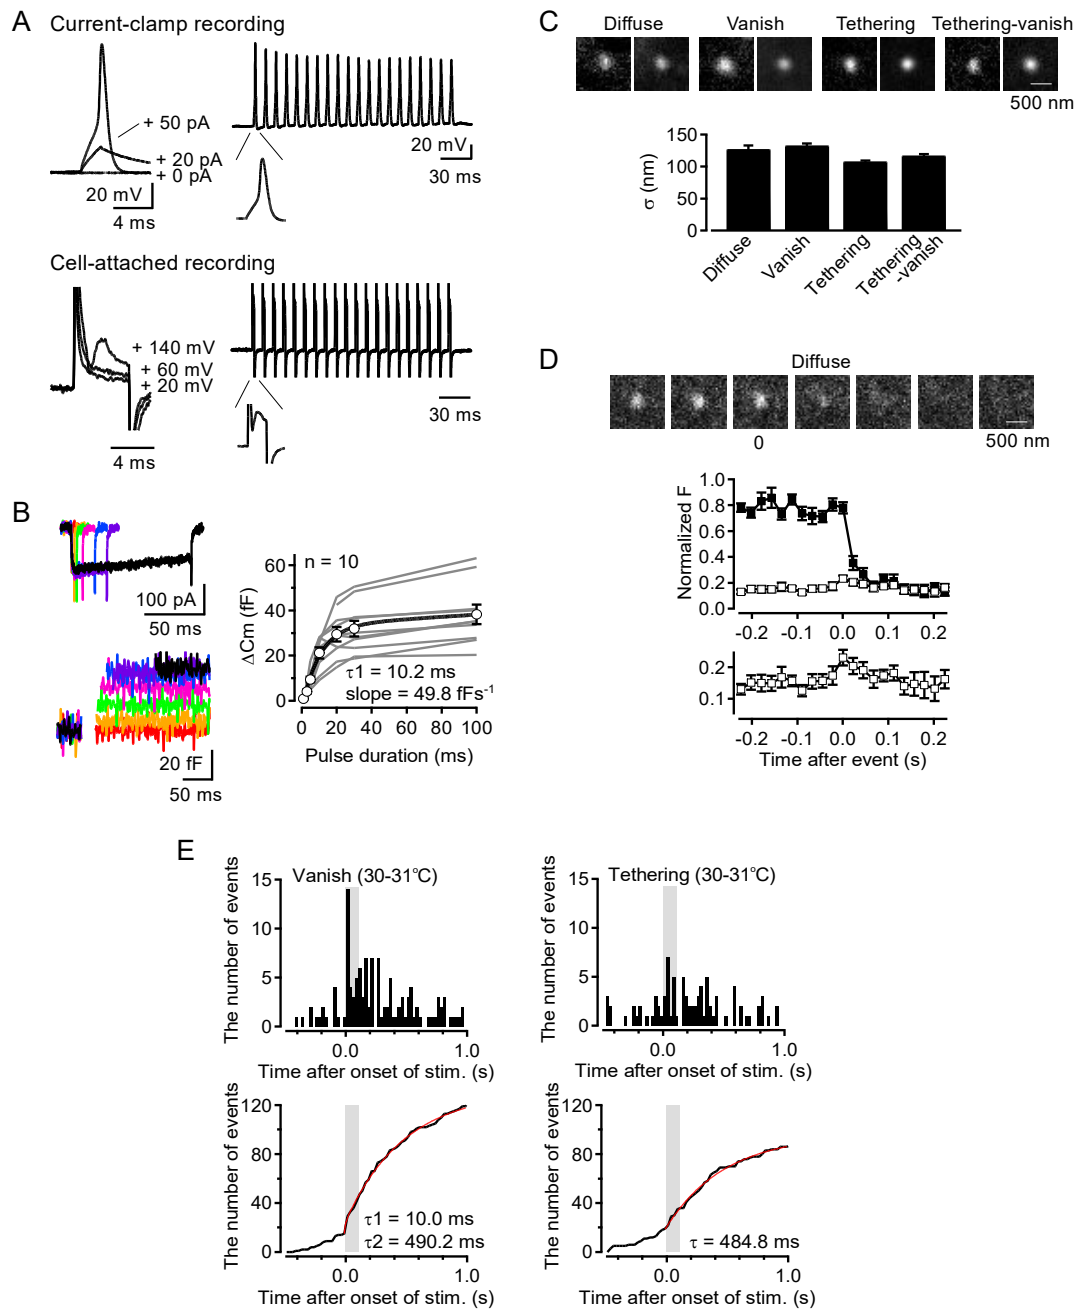 A
Current-clamp recording
+ 50 pA
+ 20 pA
+ 0 pA
20 mV
4 ms
20 mV
30 ms
Cell-attached recording
+ 140 mV
+ 60 mV
+ 20 mV
4 ms
30 ms
B
100 pA
50 ms
20 fF
50 ms
n = 10
60
40
20
0
ΔCm (fF)
τ1 = 10.2 ms
slope = 49.8 fFs-1
0 20 40 60 80 100
Pulse duration (ms)
C
Diffuse Vanish Tethering Tethering-vanish
500 nm
150
100
50
0
σ (nm)
Diffuse
Vanish
Tethering
Tethering
-vanish
D
Diffuse
0
500 nm
1.0
0.8
0.6
0.4
0.2
0.0
Normalized F
-0.2 -0.1 0.0 0.1 0.2
0.2
0.1
-0.2 -0.1 0.0 0.1 0.2
Time after event (s)
E
Vanish (30-31℃)
15
10
5
0
The number of events
0.0 1.0
Time after onset of stim. (s)
Tethering (30-31℃)
15
10
5
0
The number of events
0.0 1.0
Time after onset of stim. (s)
120
80
40
0
The number of events
τ1 = 10.0 ms
τ2 = 490.2 ms
0.0 1.0
Time after onset of stim. (s)
120
80
40
0
The number of events
τ = 484.8 ms
0.0 1.0
Time after onset of stim. (s)